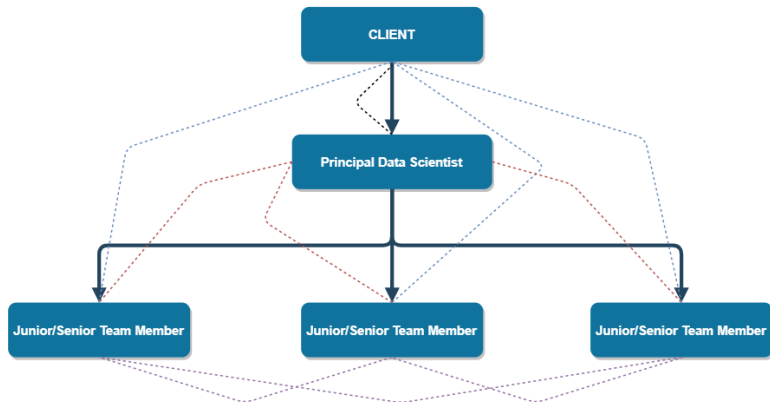 CLIENT
Principal Data Scientist
Junior/Senior Team Member
Junior/Senior Team Member
Junior/Senior Team Member